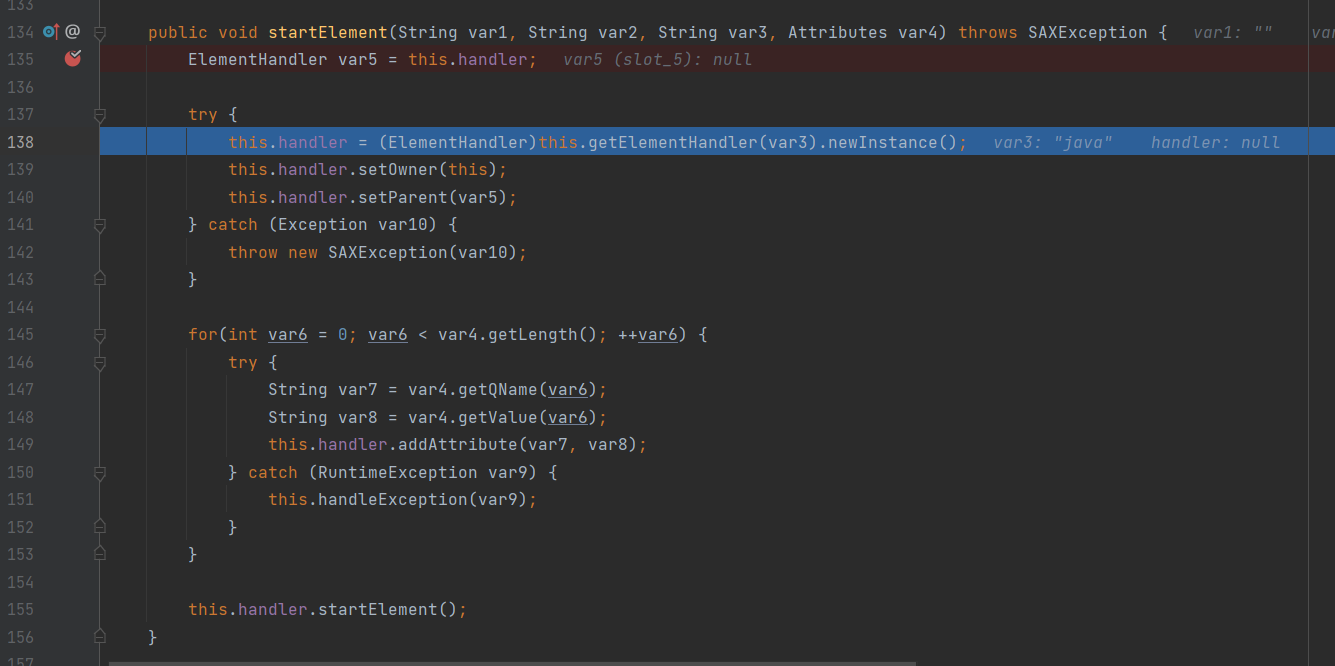 133
134 @ public void startElement(String var1, String var2, String var3, Attributes var4) throws SAXException { var1: "" var
135 ElementHandler var5 = this.handler; var5 (slot_5): null
136
137 try {
138 this.handler = (ElementHandler)this.getElementHandler(var3).newInstance(); var3: "java" handler: null
139 this.handler.setOwner(this);
140 this.handler.setParent(var5);
141 } catch (Exception var10) {
142 throw new SAXException(var10);
143 }
144
145 for(int var6 = 0; var6 < var4.getLength(); ++var6) {
146 try {
147 String var7 = var4.getQName(var6);
148 String var8 = var4.getValue(var6);
149 this.handler.addAttribute(var7, var8);
150 } catch (RuntimeException var9) {
151 this.handleException(var9);
152 }
153 }
154
155 this.handler.startElement();
156 }
157